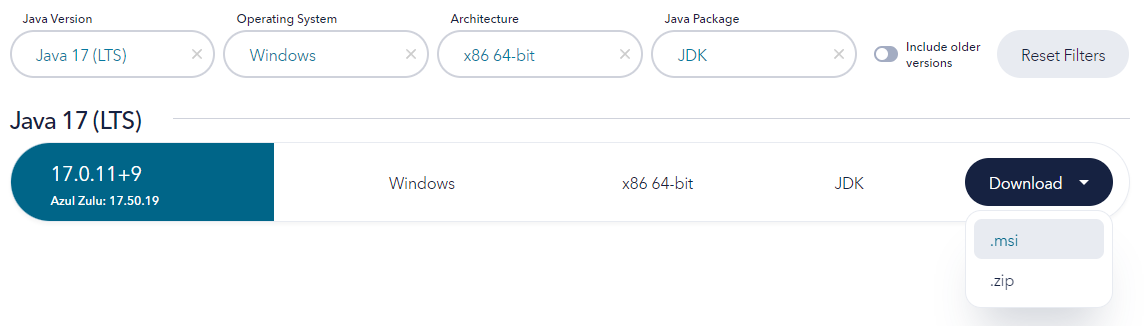 Java Version
Operating System
Architecture
Java Package
Java 17 (LTS)
Windows
x86 64-bit
JDK
Include older
versions
Reset Filters
Java 17 (LTS)
17.0.11+9
Azul Zulu: 17.50.19
Windows
x86 64-bit
JDK
Download
.msi
.zip